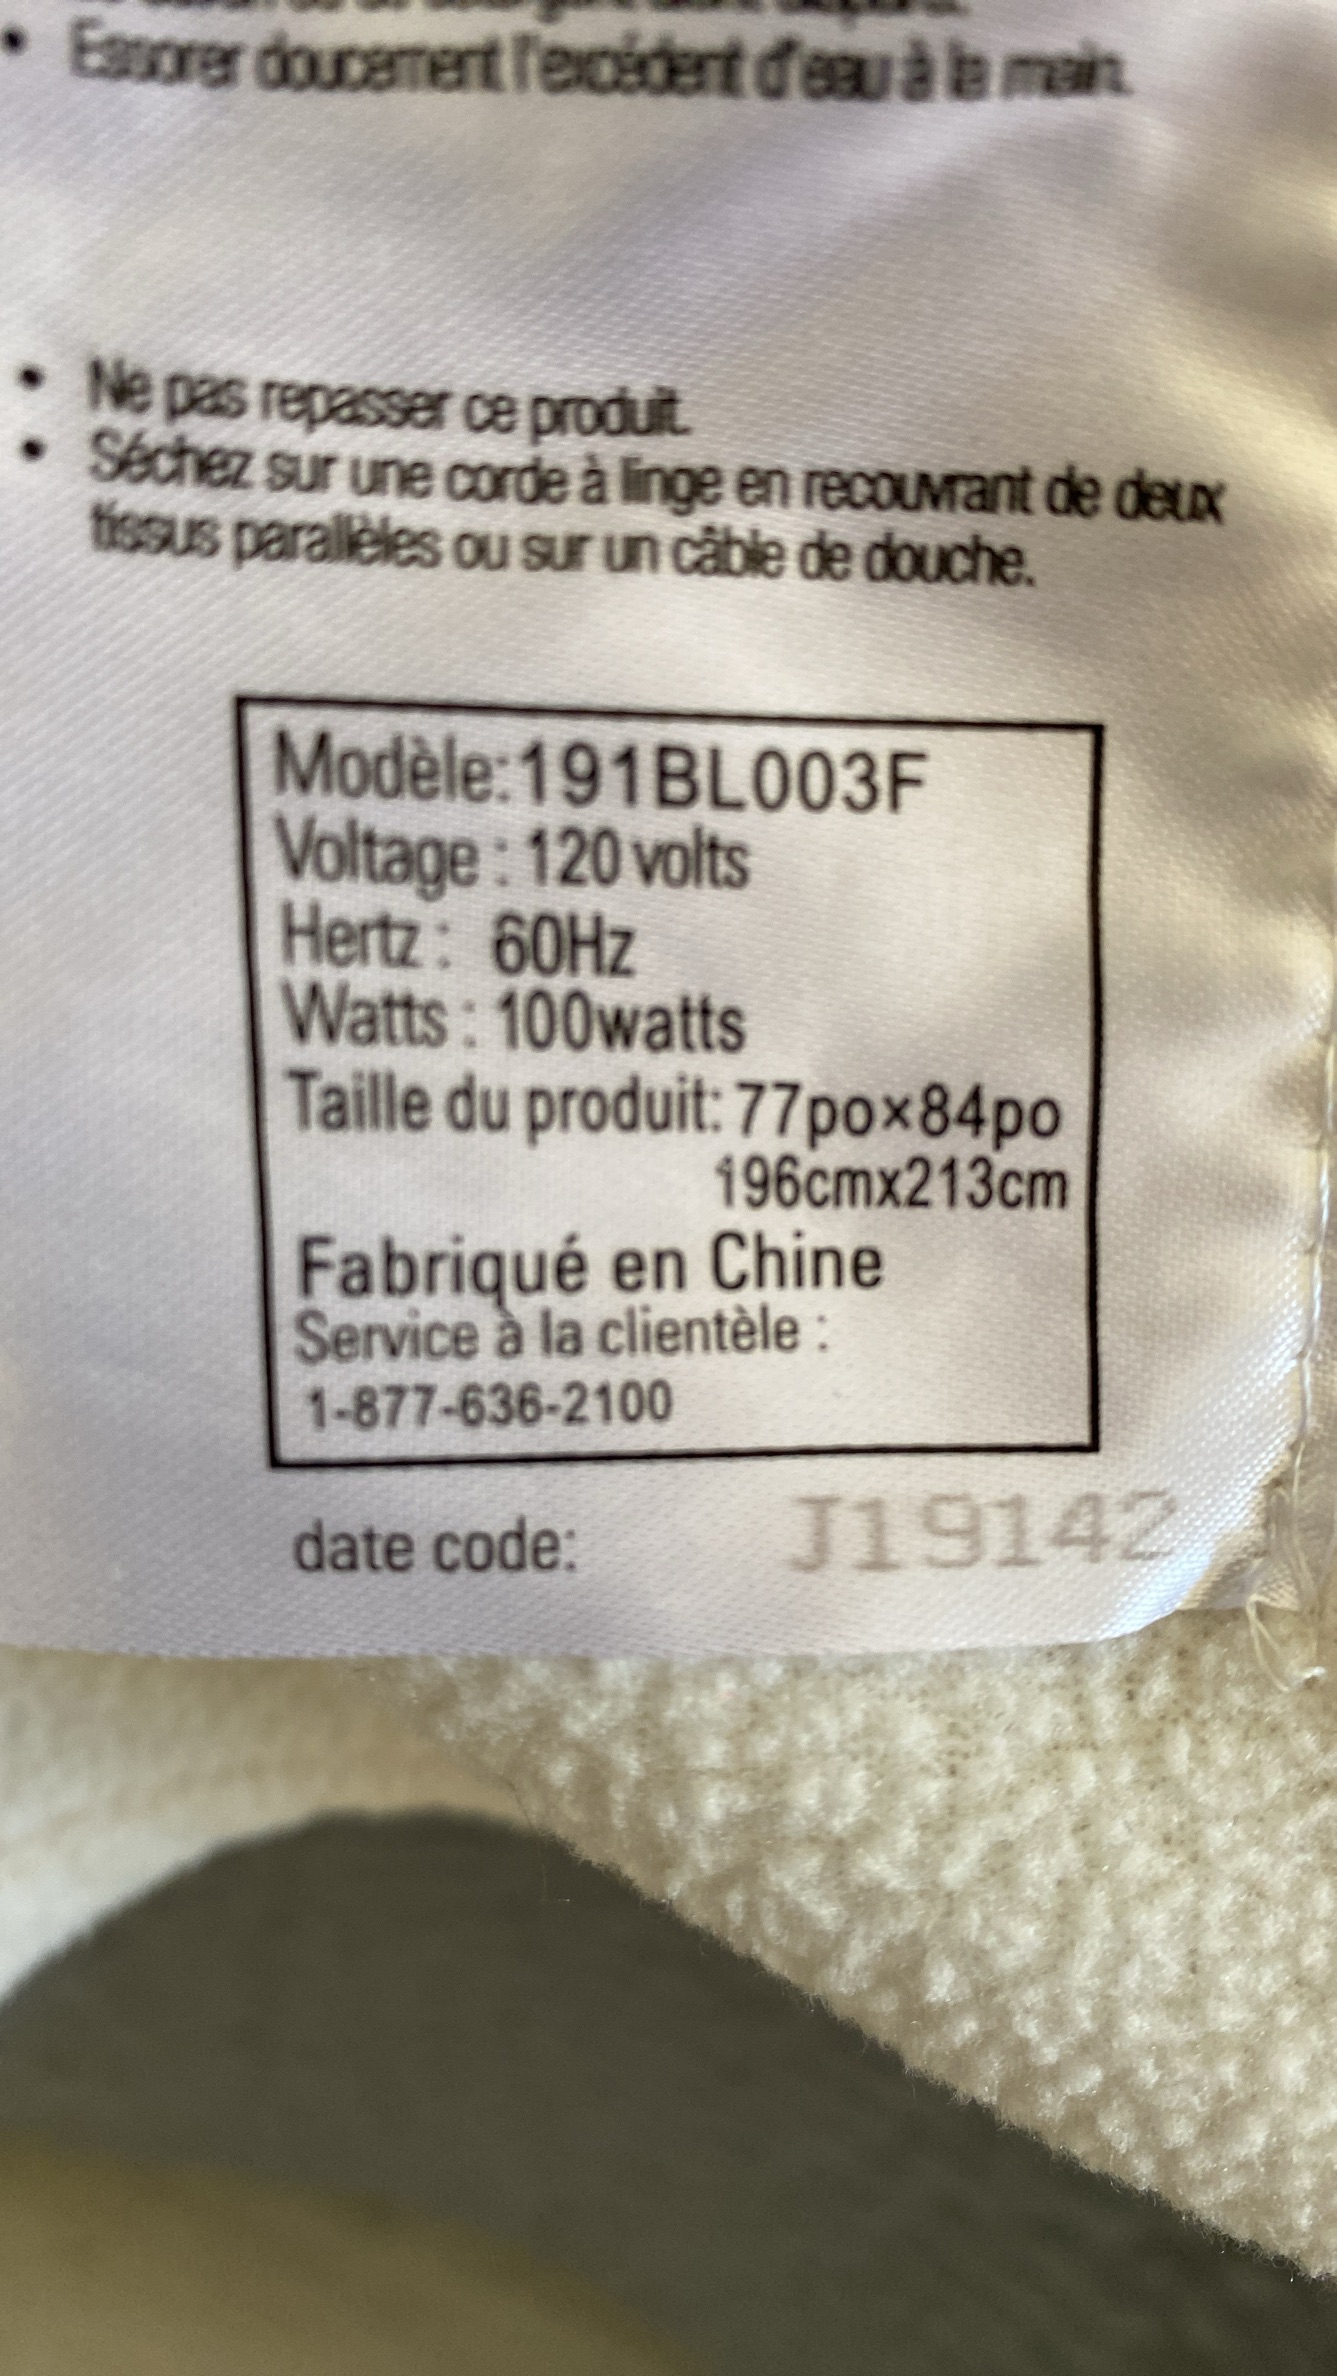 • Essorer doucement l'excédent d'eau à la main.
• Ne pas repasser ce produit.
• Séchez sur une corde à linge en recouvrant de deux
tissus parallèles ou sur un câble de douche.
Modèle:191BL003F
Voltage : 120 volts
Hertz : 60Hz
Watts : 100watts
Taille du produit: 77po×84po
196cmx213cm
Fabriqué en Chine
Service à la clientèle :
1-877-636-2100
date code: J19142